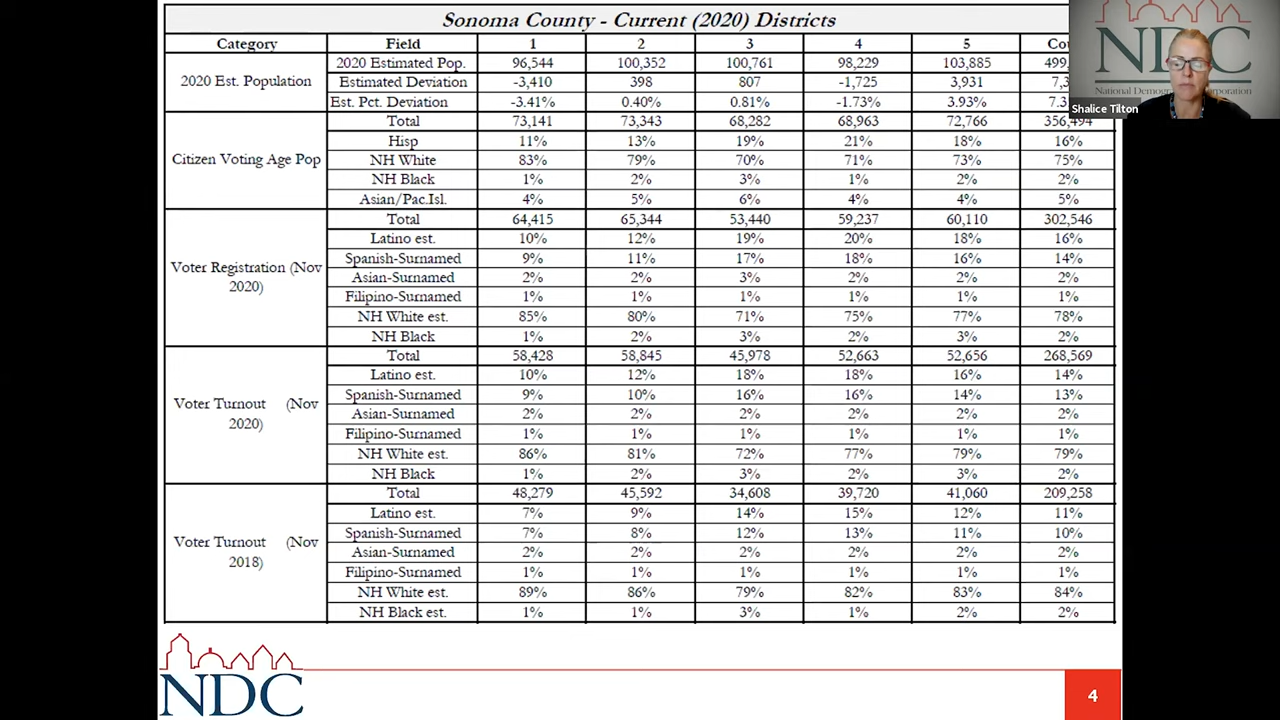 Sonoma County - Current (2020) Districts
Category Field 1 2 3 4 5
2020 Est. Population
2020 Estimated Pop. 96,544 100,352 100,761 98,229 103,885
Estimated Deviation -3,410 398 807 -1,725 3,931
Est. Pct. Deviation -3.41% 0.40% 0.81% -1.73% 3.93%
Citizen Voting Age Pop
Total 73,141 73,343 68,282 68,963 72,766 356,494
Hisp 11% 13% 19% 21% 18% 16%
NH White 83% 79% 70% 71% 73% 75%
NH Black 1% 2% 3% 1% 2% 2%
Asian/Pac.Isl. 4% 5% 6% 4% 4% 5%
Voter Registration (Nov
2020)
Total 64,415 65,344 53,440 59,237 60,110 302,546
Latino est. 10% 12% 19% 20% 18% 16%
Spanish-Surnamed 9% 11% 17% 18% 16% 14%
Asian-Surnamed 2% 2% 3% 2% 2% 2%
Filipino-Surnamed 1% 1% 1% 1% 1% 1%
NH White est. 85% 80% 71% 75% 77% 78%
NH Black 1% 2% 3% 2% 3% 2%
Voter Turnout (Nov
2020)
Total 58,428 58,845 45,978 52,663 52,656 268,569
Latino est. 10% 12% 18% 18% 16% 14%
Spanish-Surnamed 9% 10% 16% 16% 14% 13%
Asian-Surnamed 2% 2% 2% 2% 2% 2%
Filipino-Surnamed 1% 1% 1% 1% 1% 1%
NH White est. 86% 81% 72% 77% 79% 79%
NH Black 1% 2% 3% 2% 3% 2%
Voter Turnout (Nov
2018)
Total 48,279 45,592 34,608 39,720 41,060 209,258
Latino est. 7% 9% 14% 15% 12% 11%
Spanish-Surnamed 7% 8% 12% 13% 11% 10%
Asian-Surnamed 2% 2% 2% 2% 2% 2%
Filipino-Surnamed 1% 1% 1% 1% 1% 1%
NH White est. 89% 86% 79% 82% 83% 84%
NH Black est. 1% 1% 3% 1% 2% 2%
NDC
National
Shalice Tilton
NDC
4